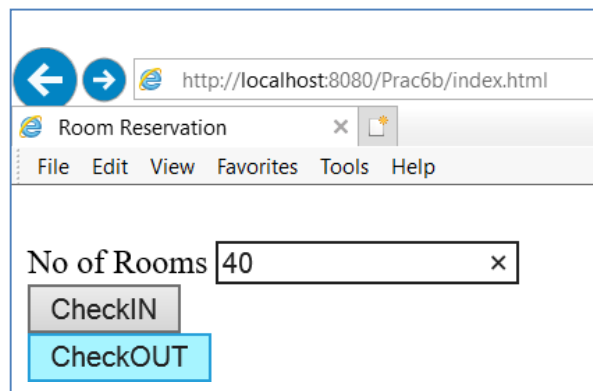 http://localhost:8080/Prac6b/index.html
Room Reservation
File Edit View Favorites Tools Help
No of Rooms 40
CheckIN
CheckOUT